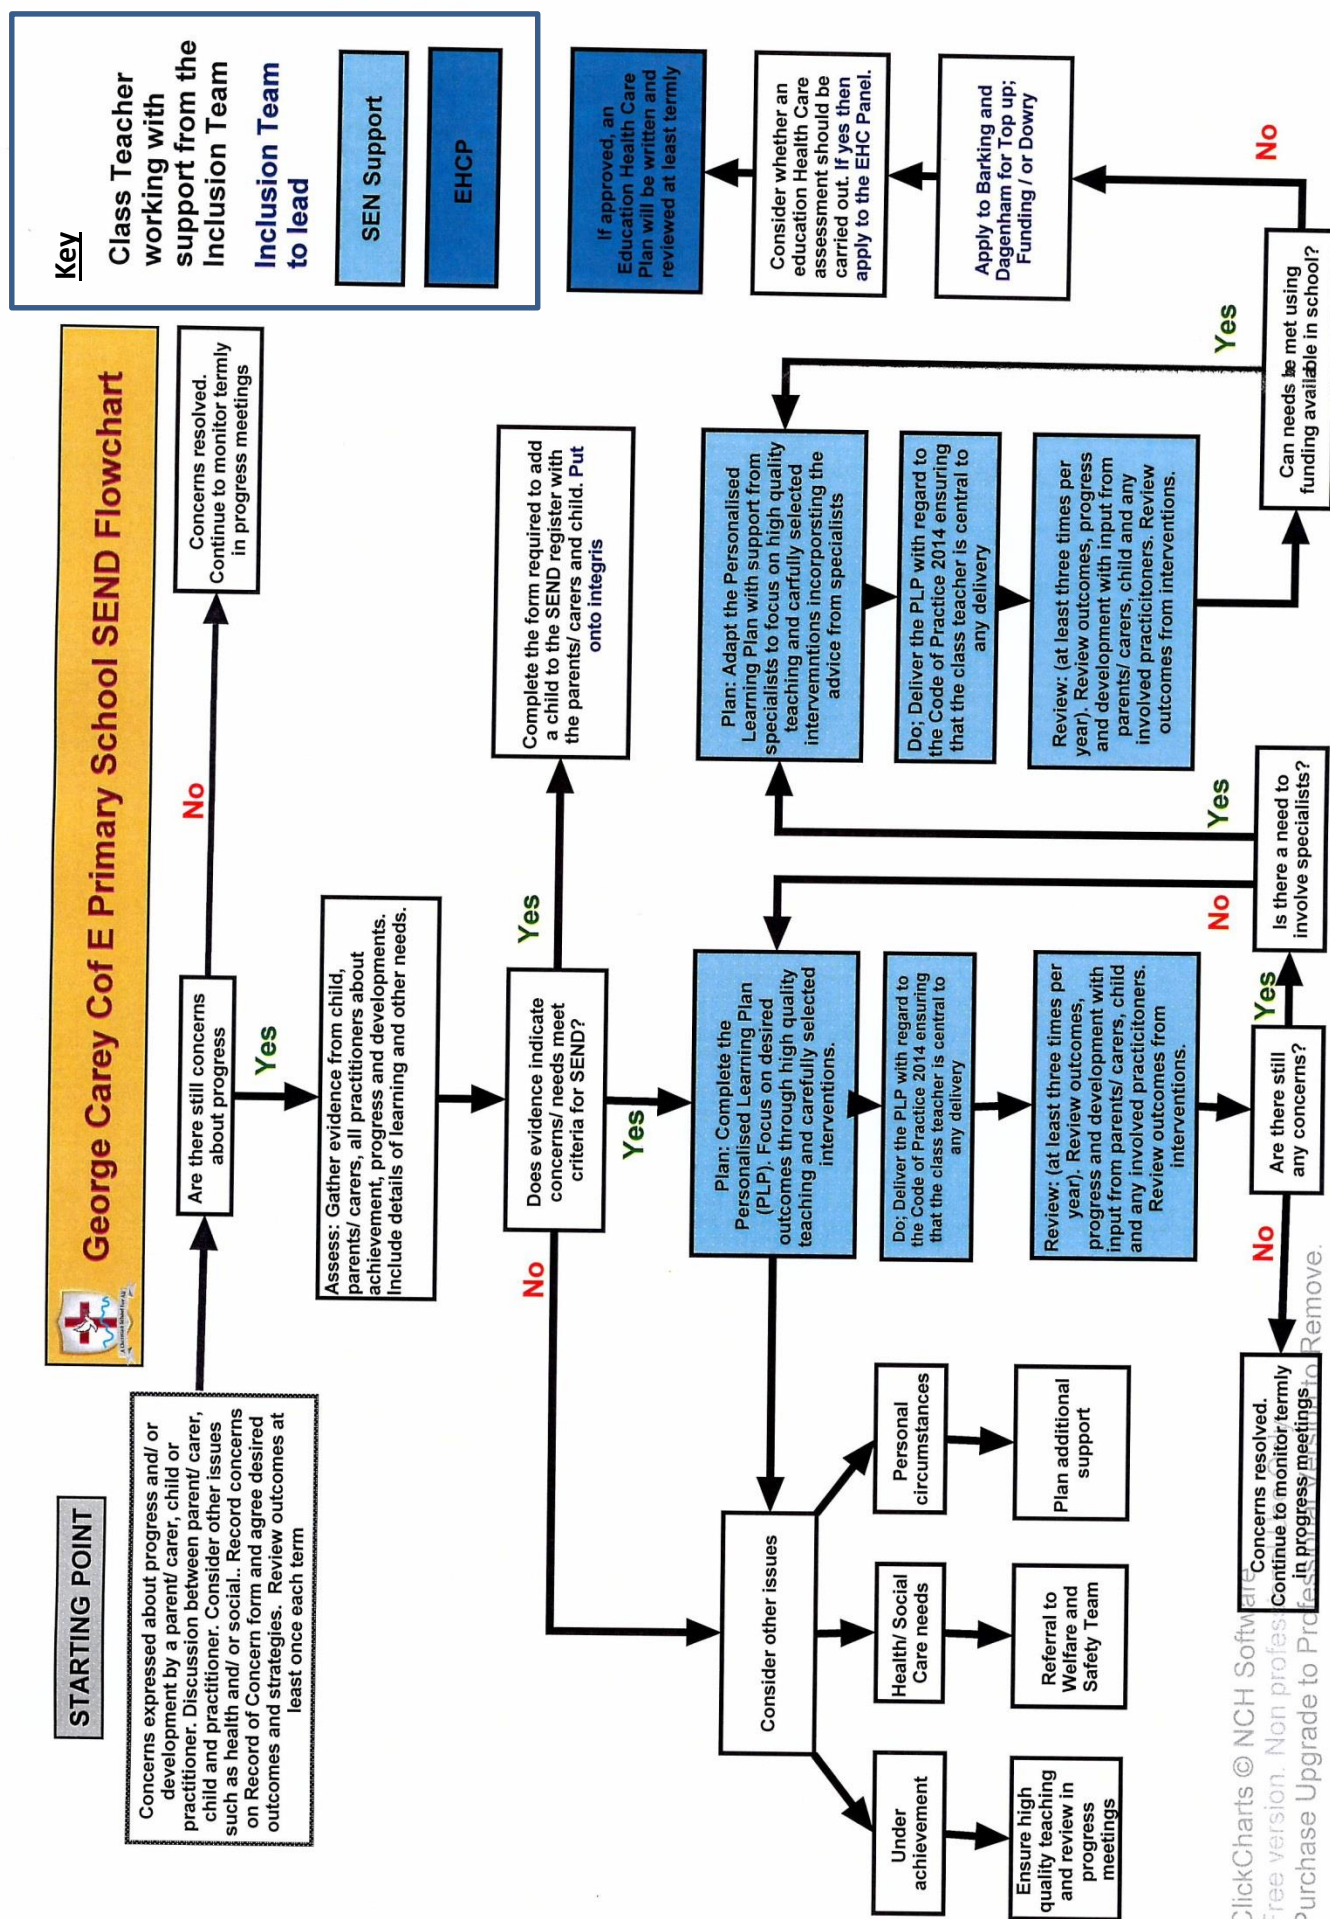 STARTING POINT
George Carey Cof E Primary School SEND Flowchart
Key
Class Teacher
working with
support from the
Inclusion Team
Inclusion Team
to lead
SEN Support
EHCP
Concerns expressed about progress and/ or
development by a parent/ carer, child or
practitioner. Discussion between parent/ carer,
child and practitioner. Consider other issues
such as health and/ or social.. Record concerns
on Record of Concern form and agree desired
outcomes and strategies. Review outcomes at
least once each term
Are there still concerns
about progress
No
Concerns resolved.
Continue to monitor termly
in progress meetings
Yes
Assess: Gather evidence from child,
parents/ carers, all practitioners about
achievement, progress and developments.
Include details of learning and other needs.
Does evidence indicate
concerns/ needs meet
criteria for SEND?
Yes
Complete the form required to add
a child to the SEND register with
the parents/ carers and child. Put
onto integris
No
Yes
Consider other issues
Under
achievement
Ensure high
quality teaching
and review in
progress
meetings
Health/ Social
Care needs
Referral to
Welfare and
Safety Team
Personal
circumstances
Plan additional
support
Plan: Complete the
Personalised Learning Plan
(PLP). Focus on desired
outcomes through high quality
teaching and carefully selected
interventions.
Do; Deliver the PLP with regard to
the Code of Practice 2014 ensuring
that the class teacher is central to
any delivery
Review: (at least three times per
year). Review outcomes,
progress and development with
input from parents/ carers, child
and any involved practicitoners.
Review outcomes from
interventions.
Are there still
any concerns?
No
Concerns resolved.
Continue to monitor termly
in progress meetings
Yes
Is there a need to
involve specialists?
No
Yes
Plan: Adapt the Personalised
Learning Plan with support from
specialists to focus on high quality
teaching and carfully selected
intervemntions incorporsting the
advice from specialists
Do; Deliver the PLP with regard to
the Code of Practice 2014 ensuring
that the class teacher is central to
any delivery
Review: (at least three times per
year). Review outcomes, progress
and development with input from
parents/ carers, child and any
involved practicitoners. Review
outcomes from interventions.
Can needs be met using
funding available in school?
Yes
No
Apply to Barking and
Dagenham for Top up;
Funding / or Dowry
Consider whether an
education Health Care
assessment should be
carried out. If yes then
apply to the EHC Panel.
If approved, an
Education Health Care
Plan will be written and
reviewed at least termly
ClickCharts © NCH Software
Free version. Non
Purchase Upgrade to Professional version to Remove.